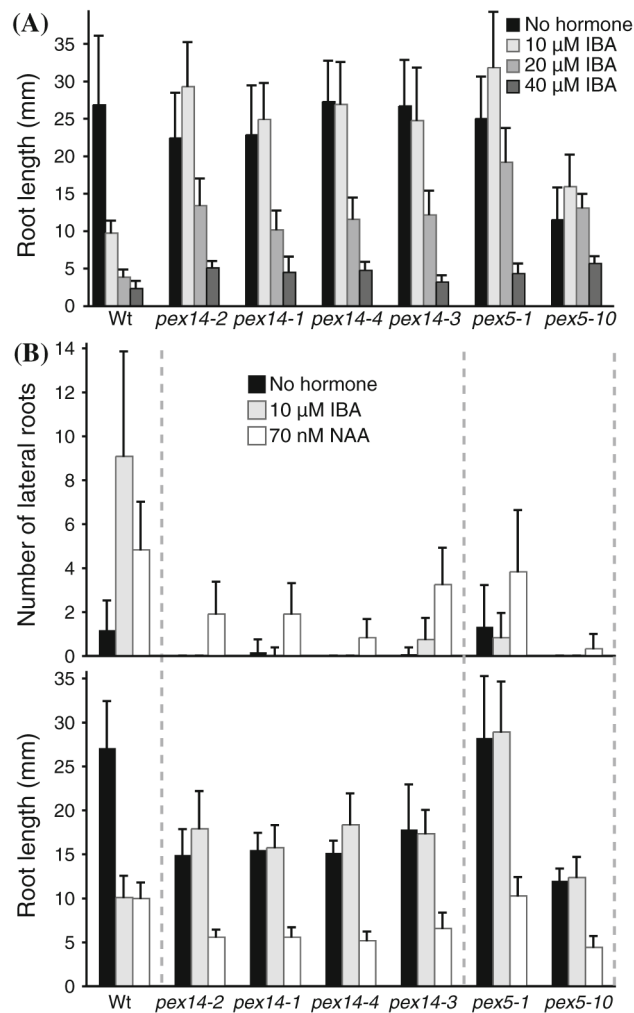 (A)
No hormone
10 µM IBA
20 µM IBA
40 µM IBA
Root length (mm)
35
30
25
20
15
10
5
0
Wt pex14-2 pex14-1 pex14-4 pex14-3 pex5-1 pex5-10
(B)
No hormone
10 µM IBA
70 nM NAA
Number of lateral roots
14
12
10
8
6
4
2
0
Root length (mm)
35
30
25
20
15
10
5
0
Wt pex14-2 pex14-1 pex14-4 pex14-3 pex5-1 pex5-10